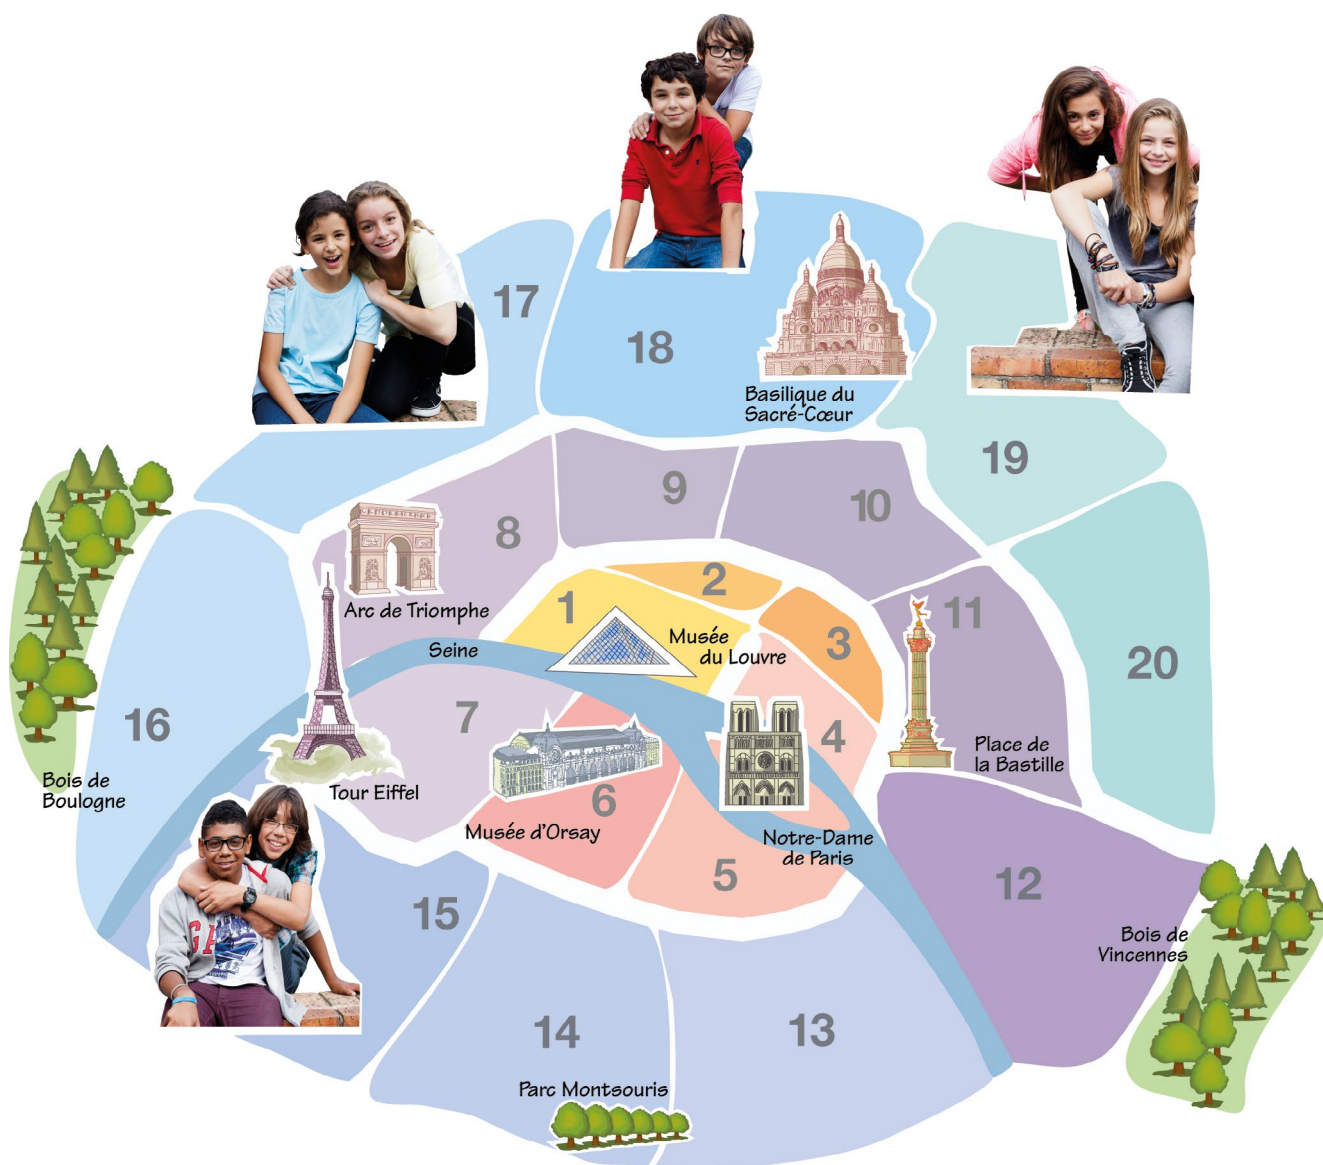 17
18
Basilique du
Sacré-Cœur
19
9
10
8
Arc de Triomphe
1
2
3
11
Seine
Musée
du Louvre
20
16
7
4
Place de
la Bastille
Bois de
Boulogne
Tour Eiffel
6
Musée d'Orsay
Notre-Dame
de Paris
5
12
15
Bois de
Vincennes
14
13
Parc Montsouris